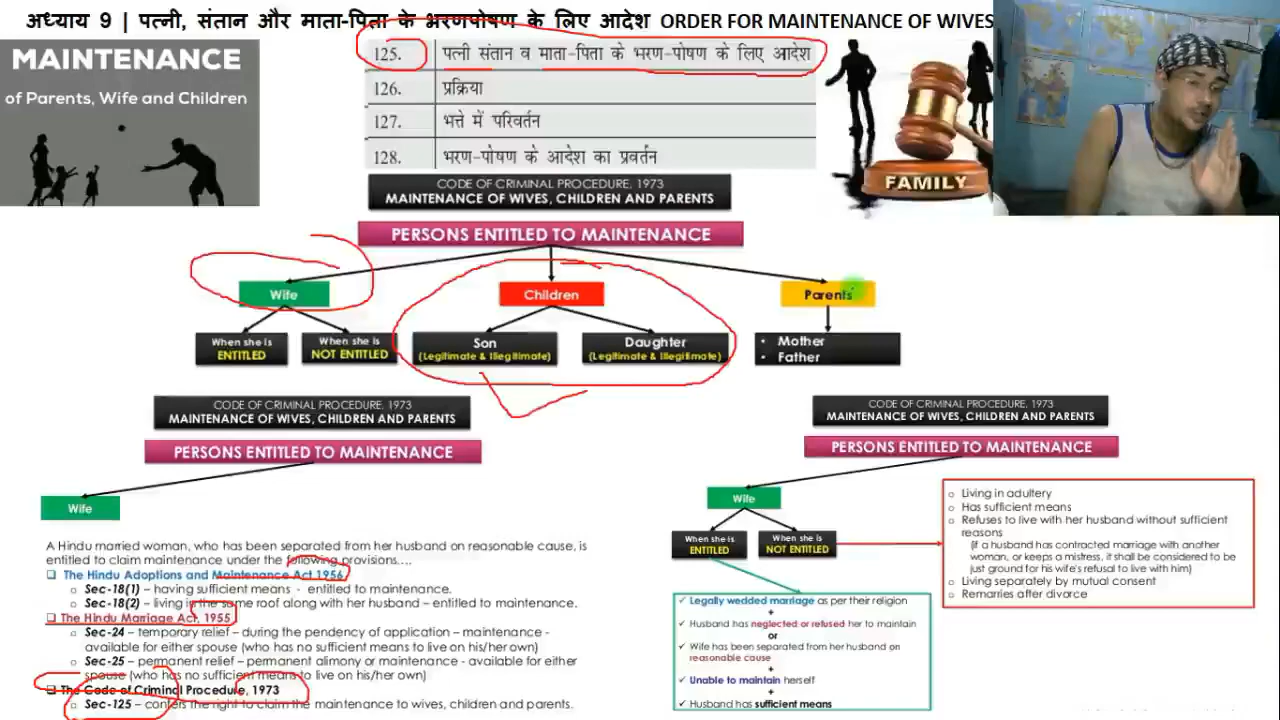 अध्याय 9 | पत्नी, संतान और माता-पिता के भरणपोषण के लिए आदेश ORDER FOR MAINTENANCE OF WIVES
MAINTENANCE
of Parents, Wife and Children
125. पत्नी संतान व माता-पिता के भरण-पोषण के लिए आदेश
126. प्रक्रिया
127. भत्ते में परिवर्तन
128. भरण-पोषण के आदेश का प्रवर्तन
FAMILY
CODE OF CRIMINAL PROCEDURE, 1973
MAINTENANCE OF WIVES, CHILDREN AND PARENTS
PERSONS ENTITLED TO MAINTENANCE
Wife
Children
Parents
When she is
ENTITLED
When she is
NOT ENTITLED
Son
(Legitimate & Illegitimate)
Daughter
(Legitimate & Illegitimate)
• Mother
• Father
CODE OF CRIMINAL PROCEDURE, 1973
MAINTENANCE OF WIVES, CHILDREN AND PARENTS
PERSONS ENTITLED TO MAINTENANCE
Wife
A Hindu married woman, who has been separated from her husband on reasonable cause, is
entitled to claim maintenance under the following provisions....
❑ The Hindu Adoptions and Maintenance Act 1956
o Sec-18(1) – having sufficient means - entitled to maintenance.
o Sec-18(2) – living in the same roof along with her husband – entitled to maintenance.
❑ The Hindu Marriage Act, 1955
o Sec-24 – temporary relief – during the pendency of application – maintenance -
available for either spouse (who has no sufficient means to live on his/her own)
o Sec-25 – permanent relief – permanent alimony or maintenance - available for either
spouse (who has no sufficient means to live on his/her own)
❑ The Code of Criminal Procedure, 1973
o Sec-125 – confers the right to claim the maintenance to wives, children and parents.
CODE OF CRIMINAL PROCEDURE, 1973
MAINTENANCE OF WIVES, CHILDREN AND PARENTS
PERSONS ENTITLED TO MAINTENANCE
Wife
When she is
ENTITLED
When she is
NOT ENTITLED
o Living in adultery
o Has sufficient means
o Refuses to live with her husband without sufficient
reasons
(if a husband has contracted marriage with another
woman, or keeps a mistress, it shall be considered to be
just ground for his wife's refusal to live with him)
o Living separately by mutual consent
o Remarries after divorce
✓ Legally wedded marriage as per their religion
+
✓ Husband has neglected or refused her to maintain
or
✓ Wife has been separated from her husband on
reasonable cause
+
✓ Unable to maintain herself
+
✓ Husband has sufficient means